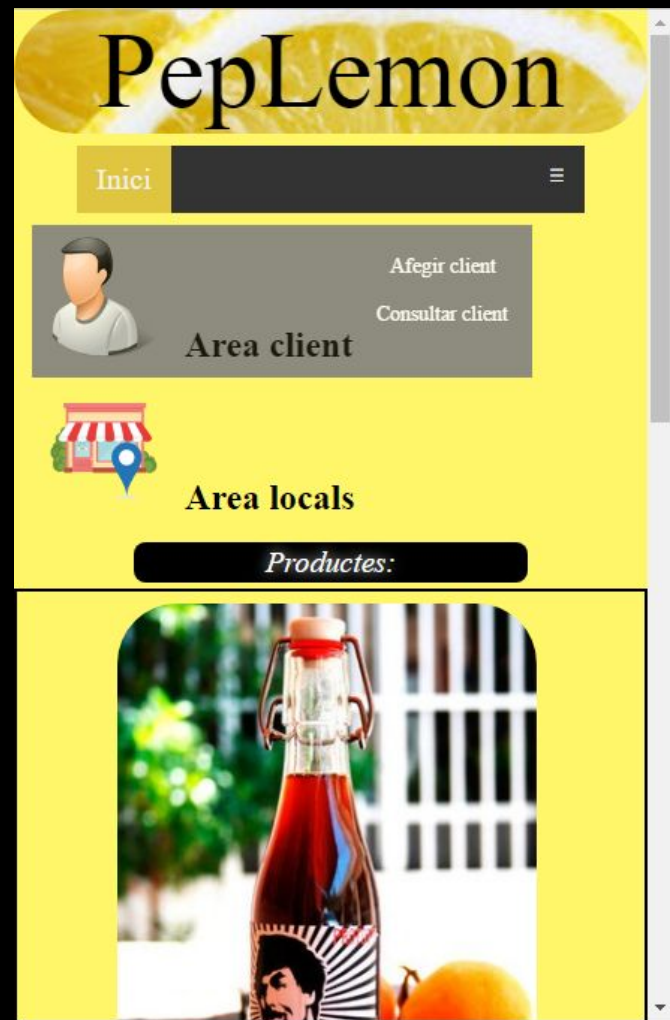 PepLemon
Inici
Afegir client
Consultar client
Area client
Area locals
Productes: